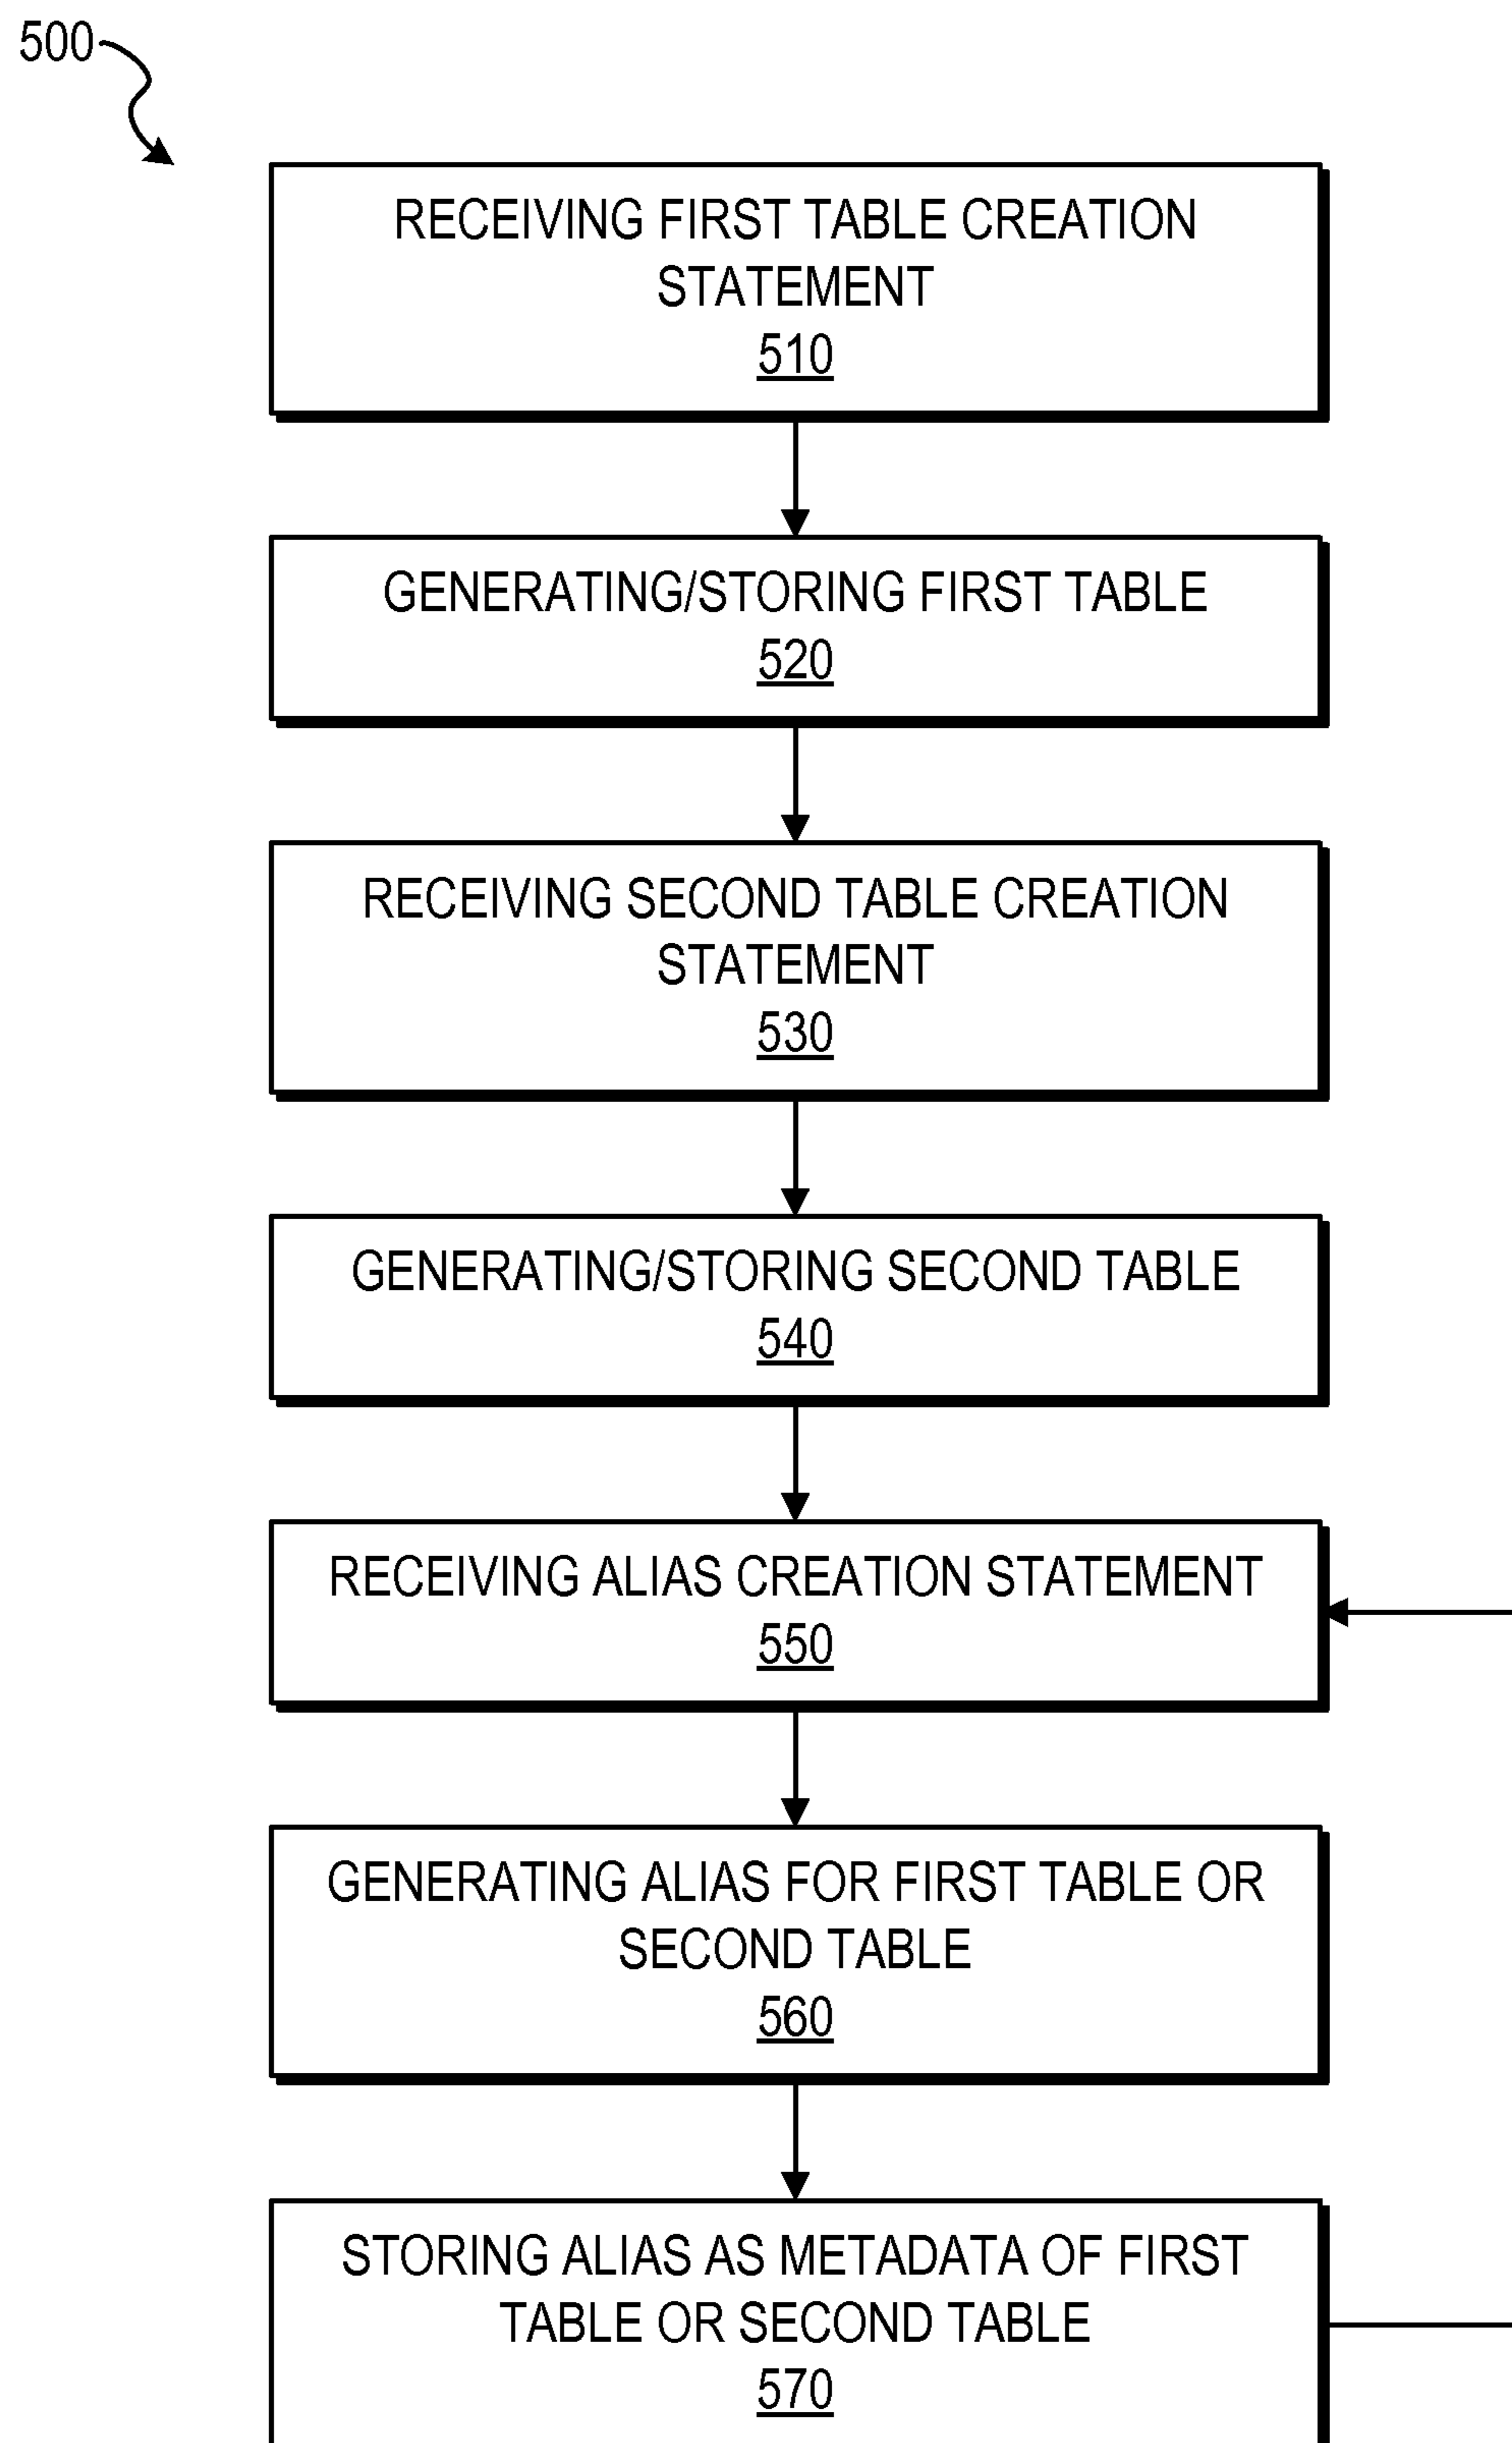 500
RECEIVING FIRST TABLE CREATION
STATEMENT
510
GENERATING/STORING FIRST TABLE
520
RECEIVING SECOND TABLE CREATION
STATEMENT
530
GENERATING/STORING SECOND TABLE
540
RECEIVING ALIAS CREATION STATEMENT
550
GENERATING ALIAS FOR FIRST TABLE OR
SECOND TABLE
560
STORING ALIAS AS METADATA OF FIRST
TABLE OR SECOND TABLE
570